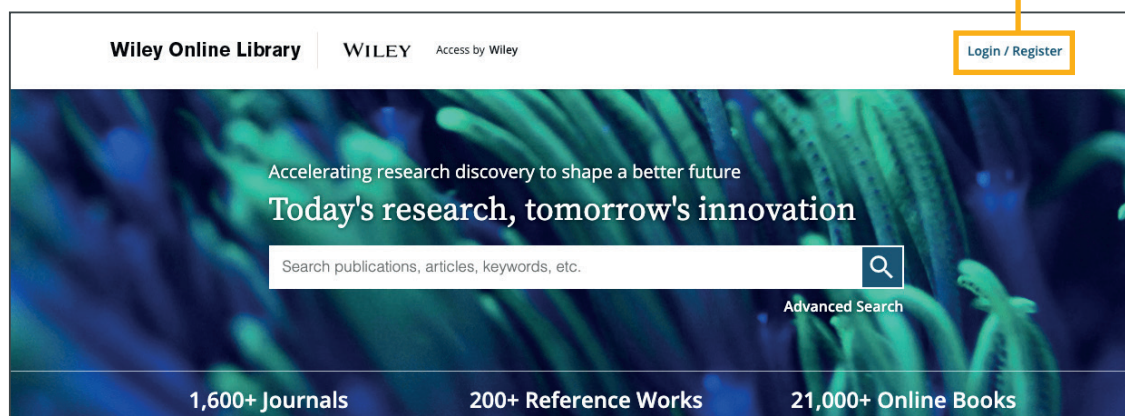 Wiley Online Library WILEY Access by Wiley Login / Register
Accelerating research discovery to shape a better future
Today's research, tomorrow's innovation
Search publications, articles, keywords, etc.
Advanced Search
1,600+ Journals 200+ Reference Works 21,000+ Online Books